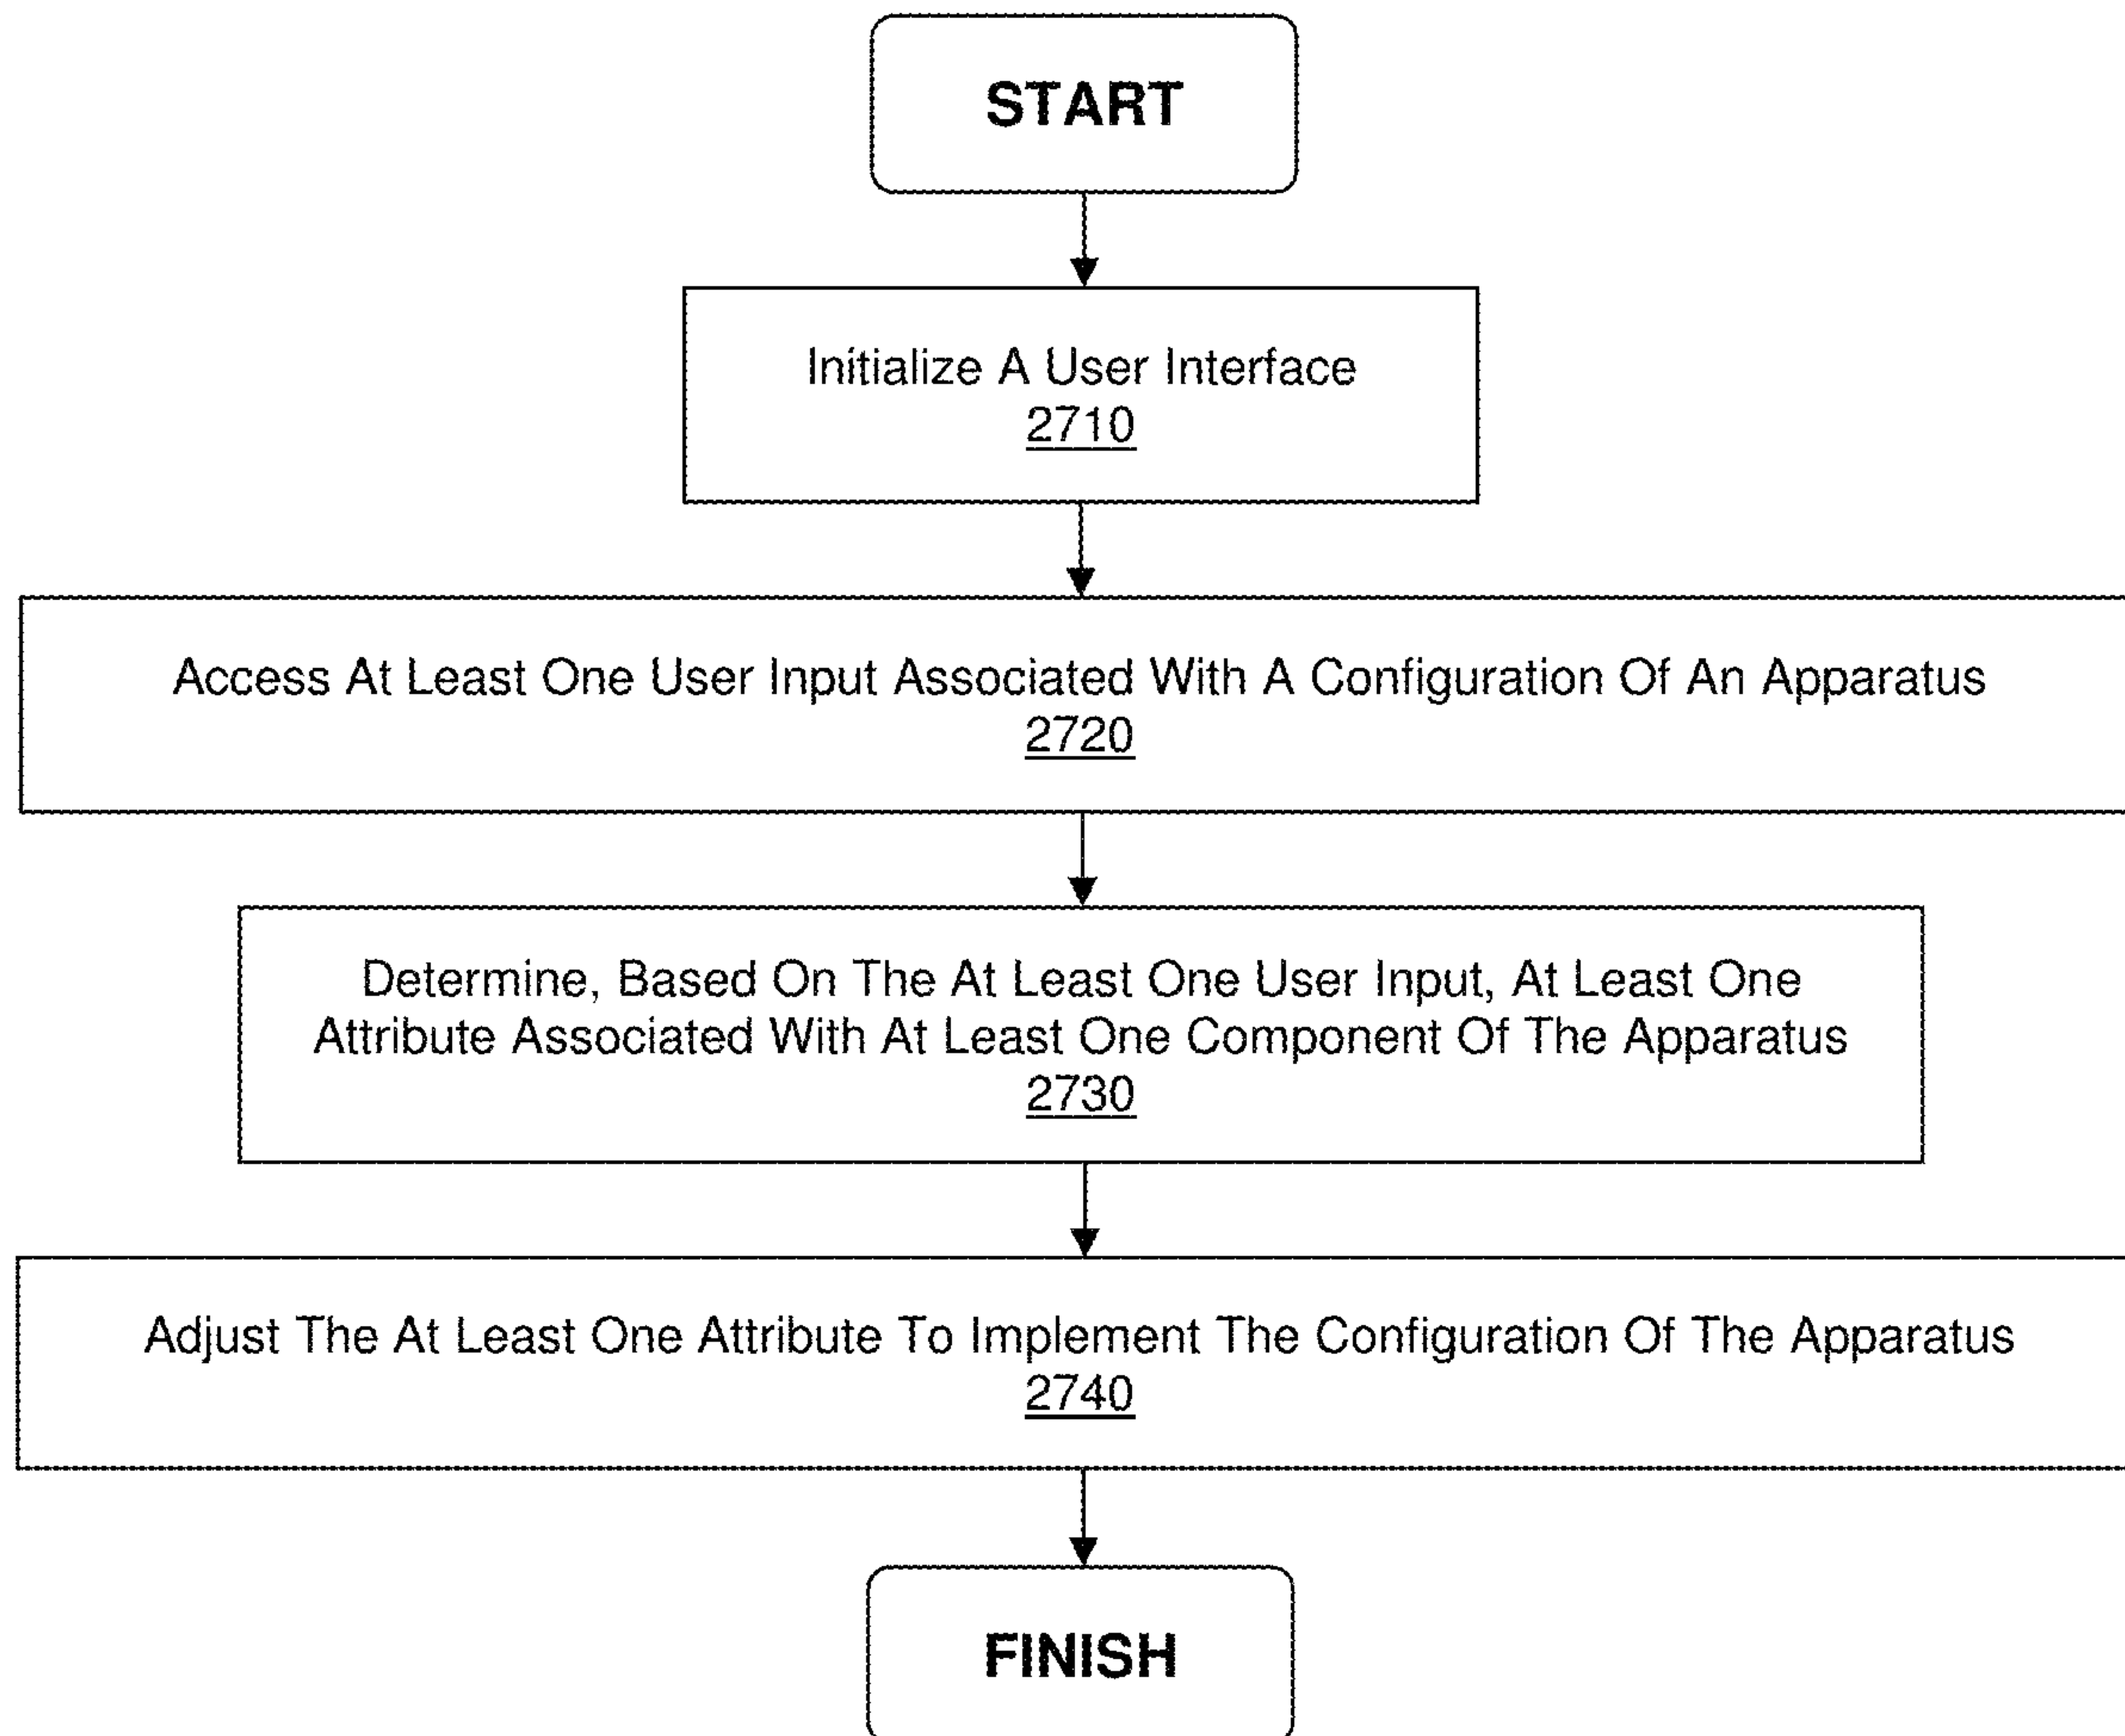 START
Initialize A User Interface
2710
Access At Least One User Input Associated With A Configuration Of An Apparatus
2720
Determine, Based On The At Least One User Input, At Least One
Attribute Associated With At Least One Component Of The Apparatus
2730
Adjust The At Least One Attribute To Implement The Configuration Of The Apparatus
2740
FINISH